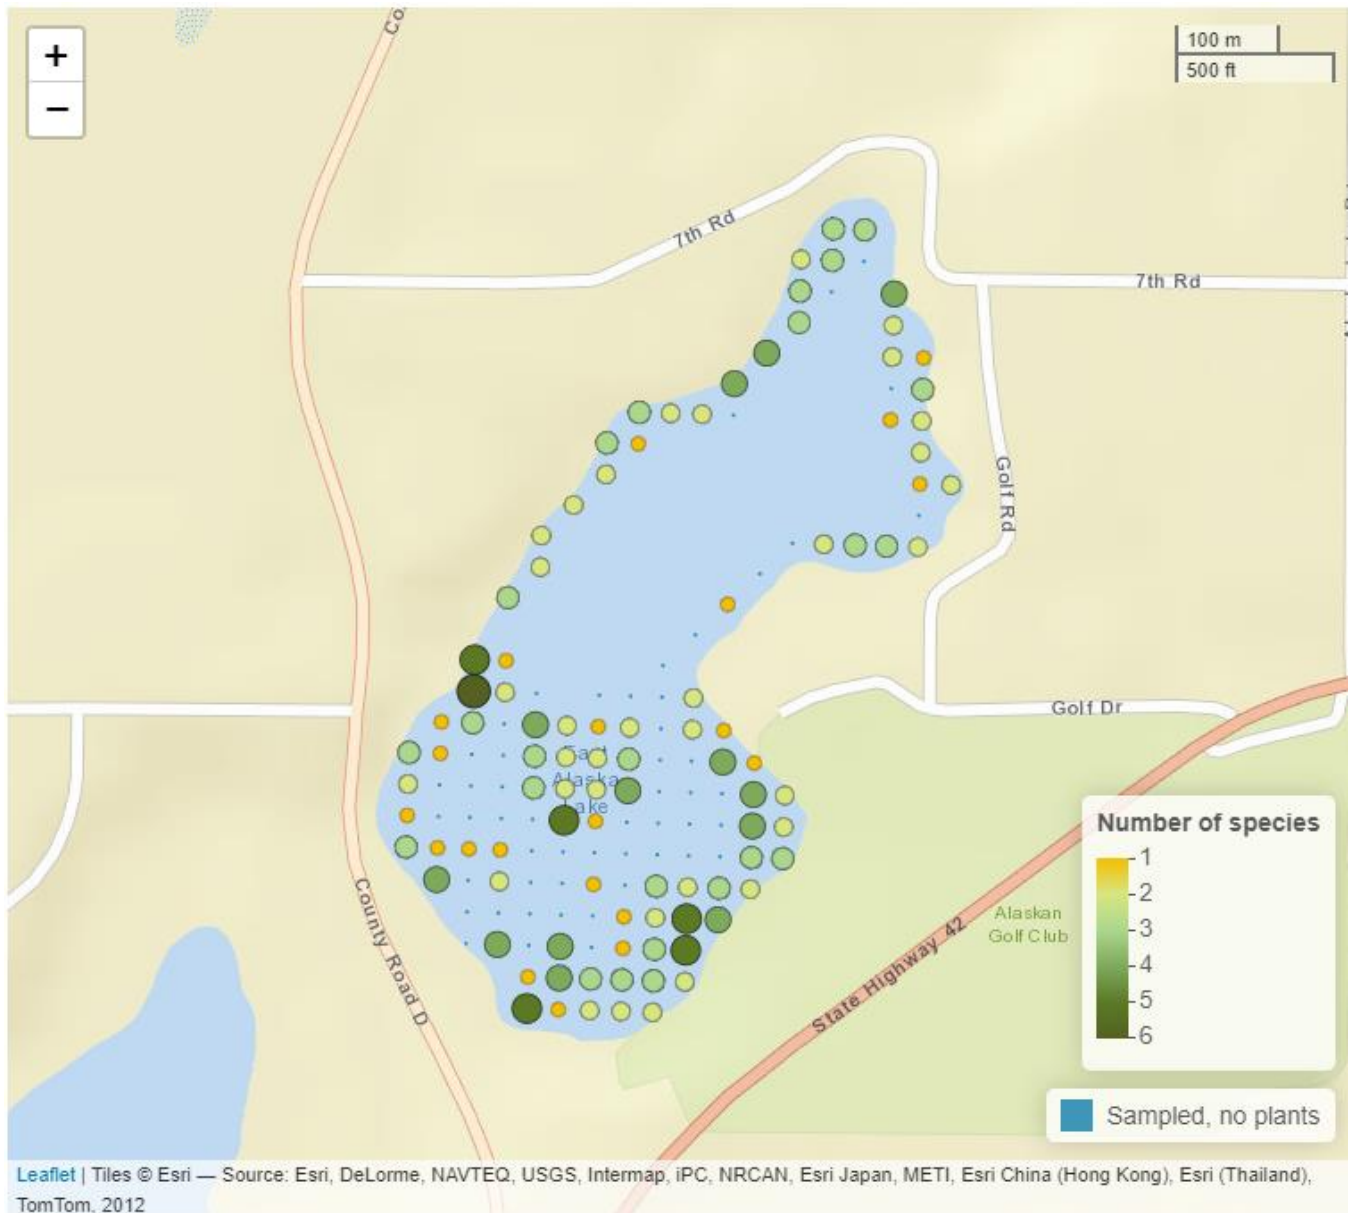 Co
+
−
100 m
500 ft
7th Rd
7th Rd
Golf Rd
Golf Dr
East
Alaska
Lake
Number of species
1
2
3
4
5
6
County Road D
State Highway 42
Alaskan
Golf Club
Sampled, no plants
Leaflet | Tiles © Esri — Source: Esri, DeLorme, NAVTEQ, USGS, Intermap, iPC, NRCAN, Esri Japan, METI, Esri China (Hong Kong), Esri (Thailand),
TomTom, 2012